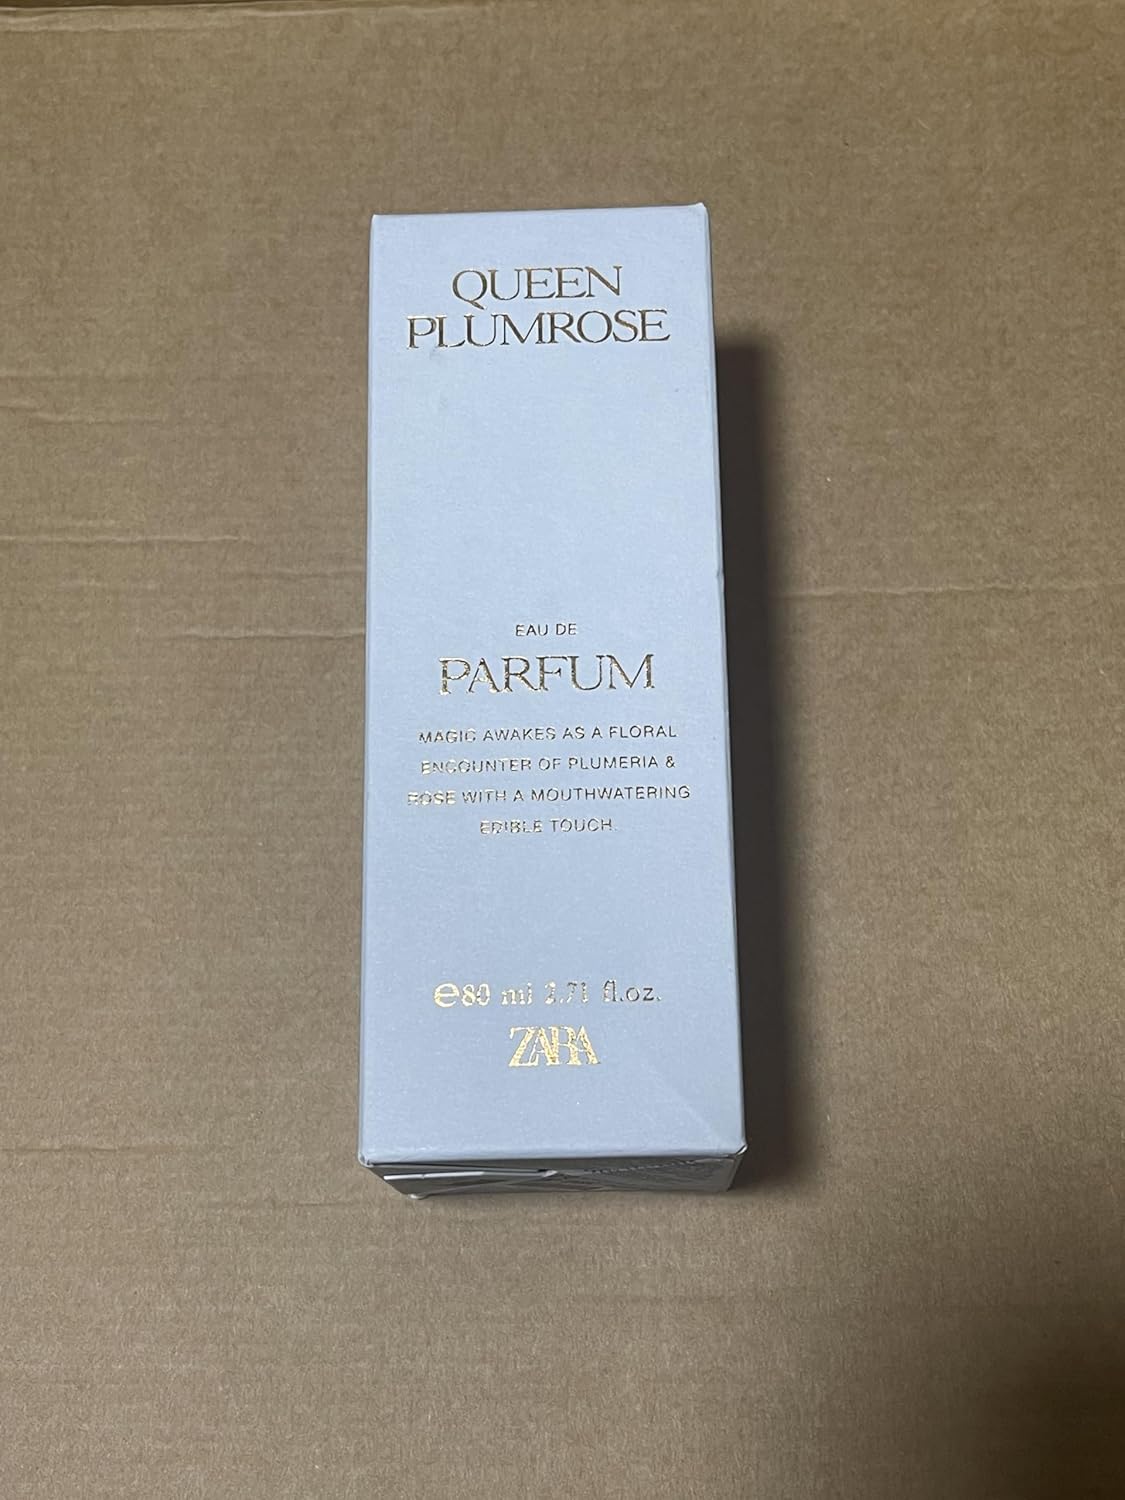 QUEEN
PLUMROSE
EAU DE
PARFUM
MAGIC AWAKES AS A FLORAL
ENCOUNTER OF PLUMERIA &
ROSE WITH A MOUTHWATERING
EDIBLE TOUCH.
℮80 ml 2.71 fl.oz.
ZARA